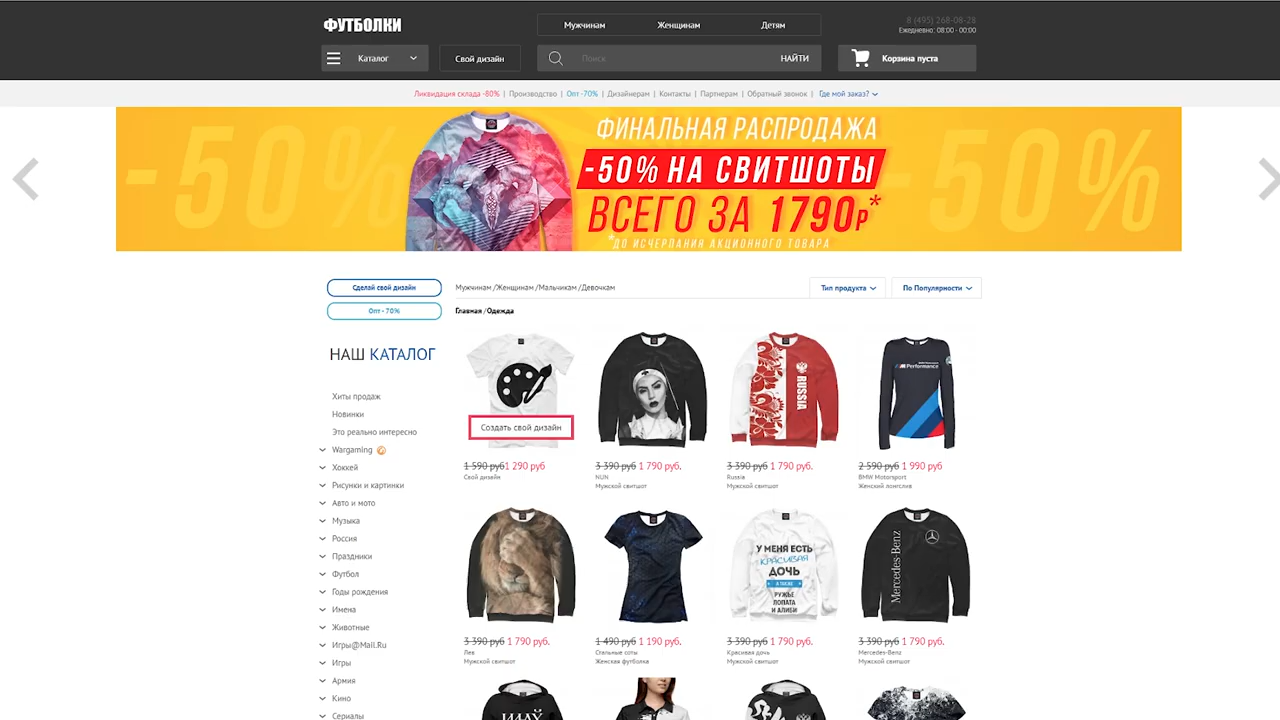 ФУТБОЛКИ
Мужчинам Женщинам Детям
8 (495) 268-08-28
Ежедневно: 08:00 - 00:00
Каталог
Свой дизайн
Поиск
НАЙТИ
Корзина пуста
Ликвидация склада -80% | Производство | Опт -70% | Дизайнерам | Контакты | Партнерам | Обратный звонок | Где мой заказ?
-50%
ФИНАЛЬНАЯ РАСПРОДАЖА
-50% НА СВИТШОТЫ
ВСЕГО ЗА 1790р*
*ДО ИСЧЕРПАНИЯ АКЦИОННОГО ТОВАРА
-50%
Сделай свой дизайн
Опт - 70%
Мужчинам /Женщинам /Мальчикам /Девочкам
Тип продукта
По Популярности
Главная /Одежда
НАШ КАТАЛОГ
Хиты продаж
Новинки
Это реально интересно
Wargaming
Хоккей
Рисунки и картинки
Авто и мото
Музыка
Россия
Праздники
Футбол
Годы рождения
Имена
Животные
Игры@Mail.Ru
Игры
Армия
Кино
Сериалы
Создать свой дизайн
1 590 руб 1 290 руб
Свой дизайн
3 390 руб 1 790 руб.
NUN
Мужской свитшот
RUSSIA
3 390 руб 1 790 руб.
Russia
Мужской свитшот
M Performance
2 590 руб 1 990 руб
BMW Motorsport
Женский лонгслив
3 390 руб 1 790 руб.
Лев
Мужской свитшот
1 490 руб 1 190 руб.
Стальные соты
Женская футболка
У МЕНЯ ЕСТЬ
КРАСИВАЯ
ДОЧЬ
А ТАКЖЕ
РУЖЬЕ
ЛОПАТА
И АЛИБИ
3 390 руб 1 790 руб.
Красивая дочь
Мужской свитшот
Mercedes-Benz
3 390 руб 1 790 руб.
Mercedes-Benz
Мужской свитшот